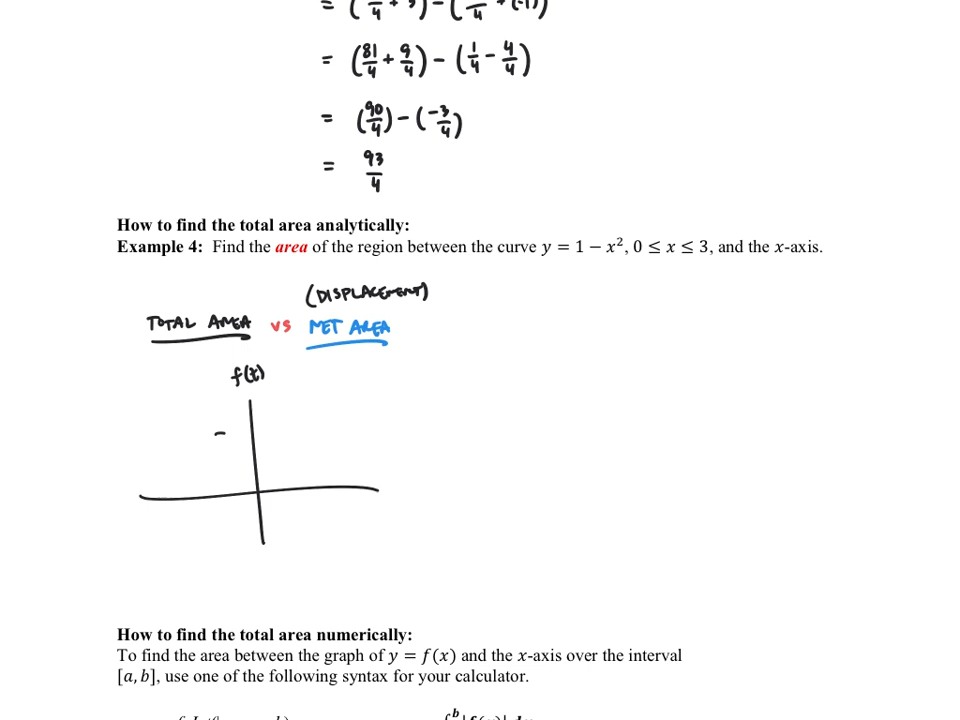 = (81/4 + 9/4) - (1/4 - 4/4)
= (90/4) - (-3/4)
= 93/4
How to find the total area analytically:
Example 4: Find the area of the region between the curve y = 1 − x², 0 ≤ x ≤ 3, and the x-axis.
(DISPLACEMENT)
TOTAL AREA VS NET AREA
f(x)
How to find the total area numerically:
To find the area between the graph of y = f(x) and the x-axis over the interval
[a, b], use one of the following syntax for your calculator.